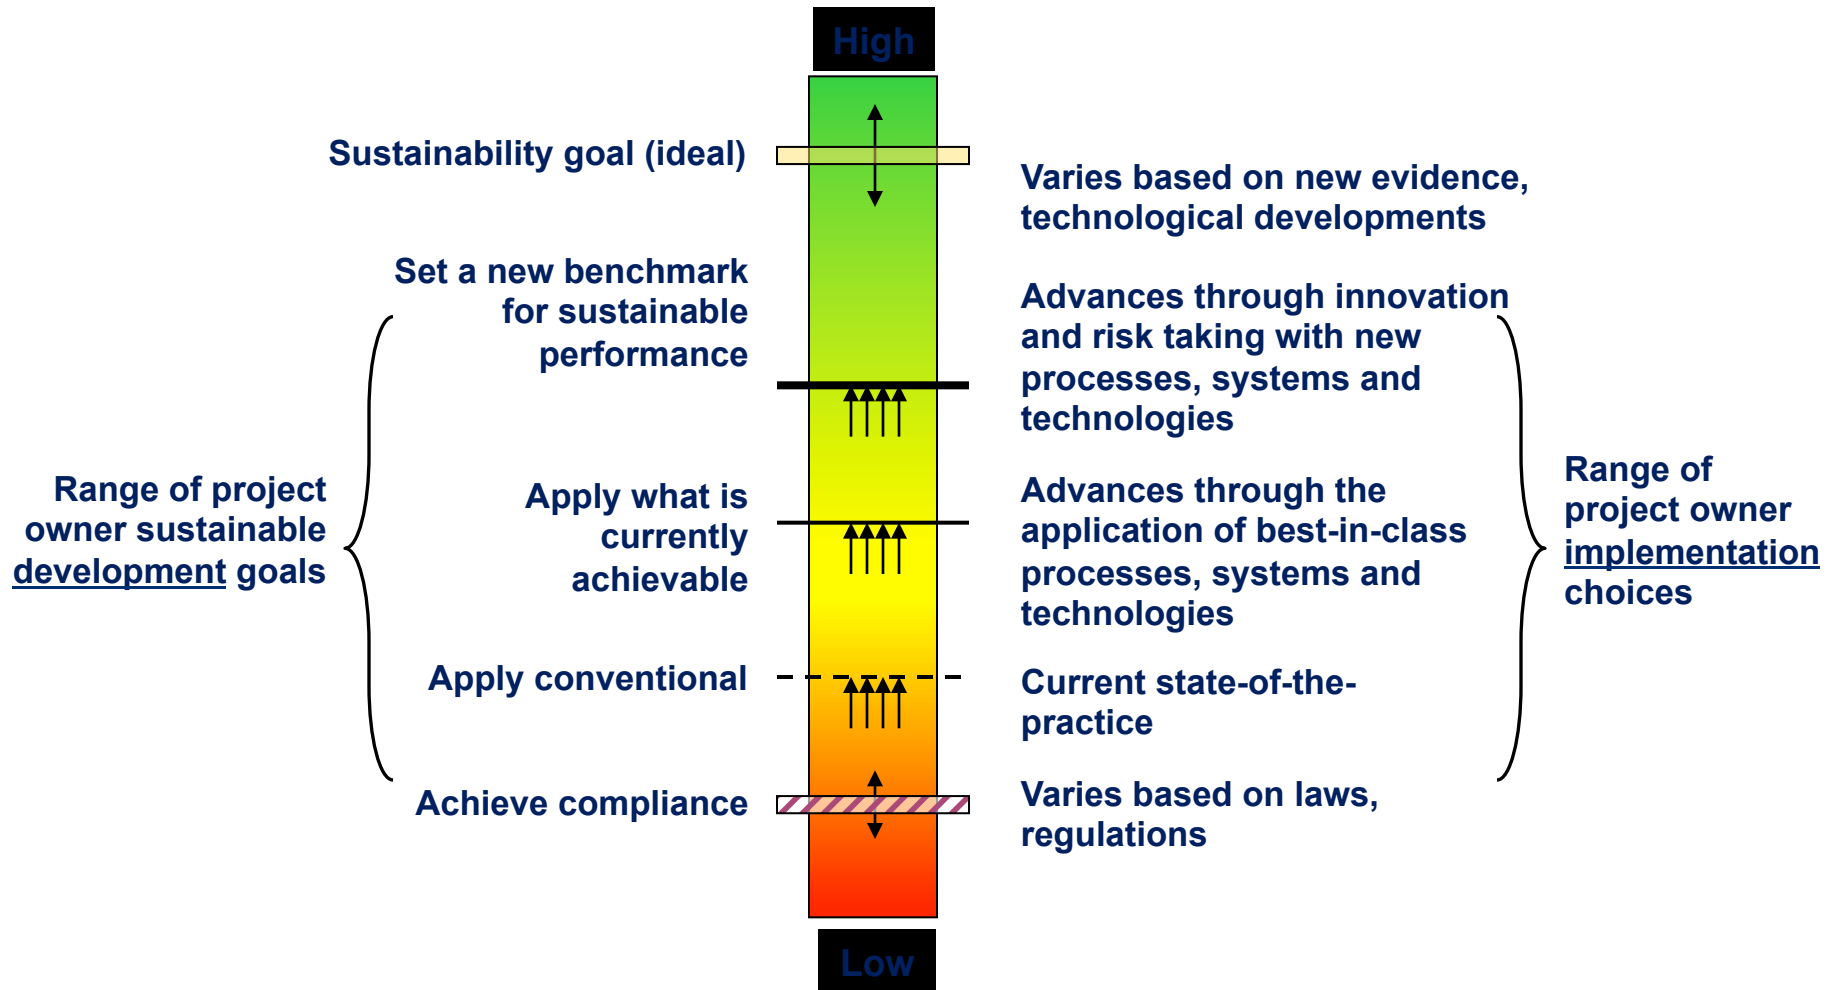 High
Sustainability goal (ideal)
Varies based on new evidence,
technological developments
Set a new benchmark
for sustainable
performance
Advances through innovation
and risk taking with new
processes, systems and
technologies
Range of project
owner sustainable
development goals
Apply what is
currently
achievable
Advances through the
application of best-in-class
processes, systems and
technologies
Range of
project owner
implementation
choices
Apply conventional
Current state-of-the-
practice
Achieve compliance
Varies based on laws,
regulations
Low